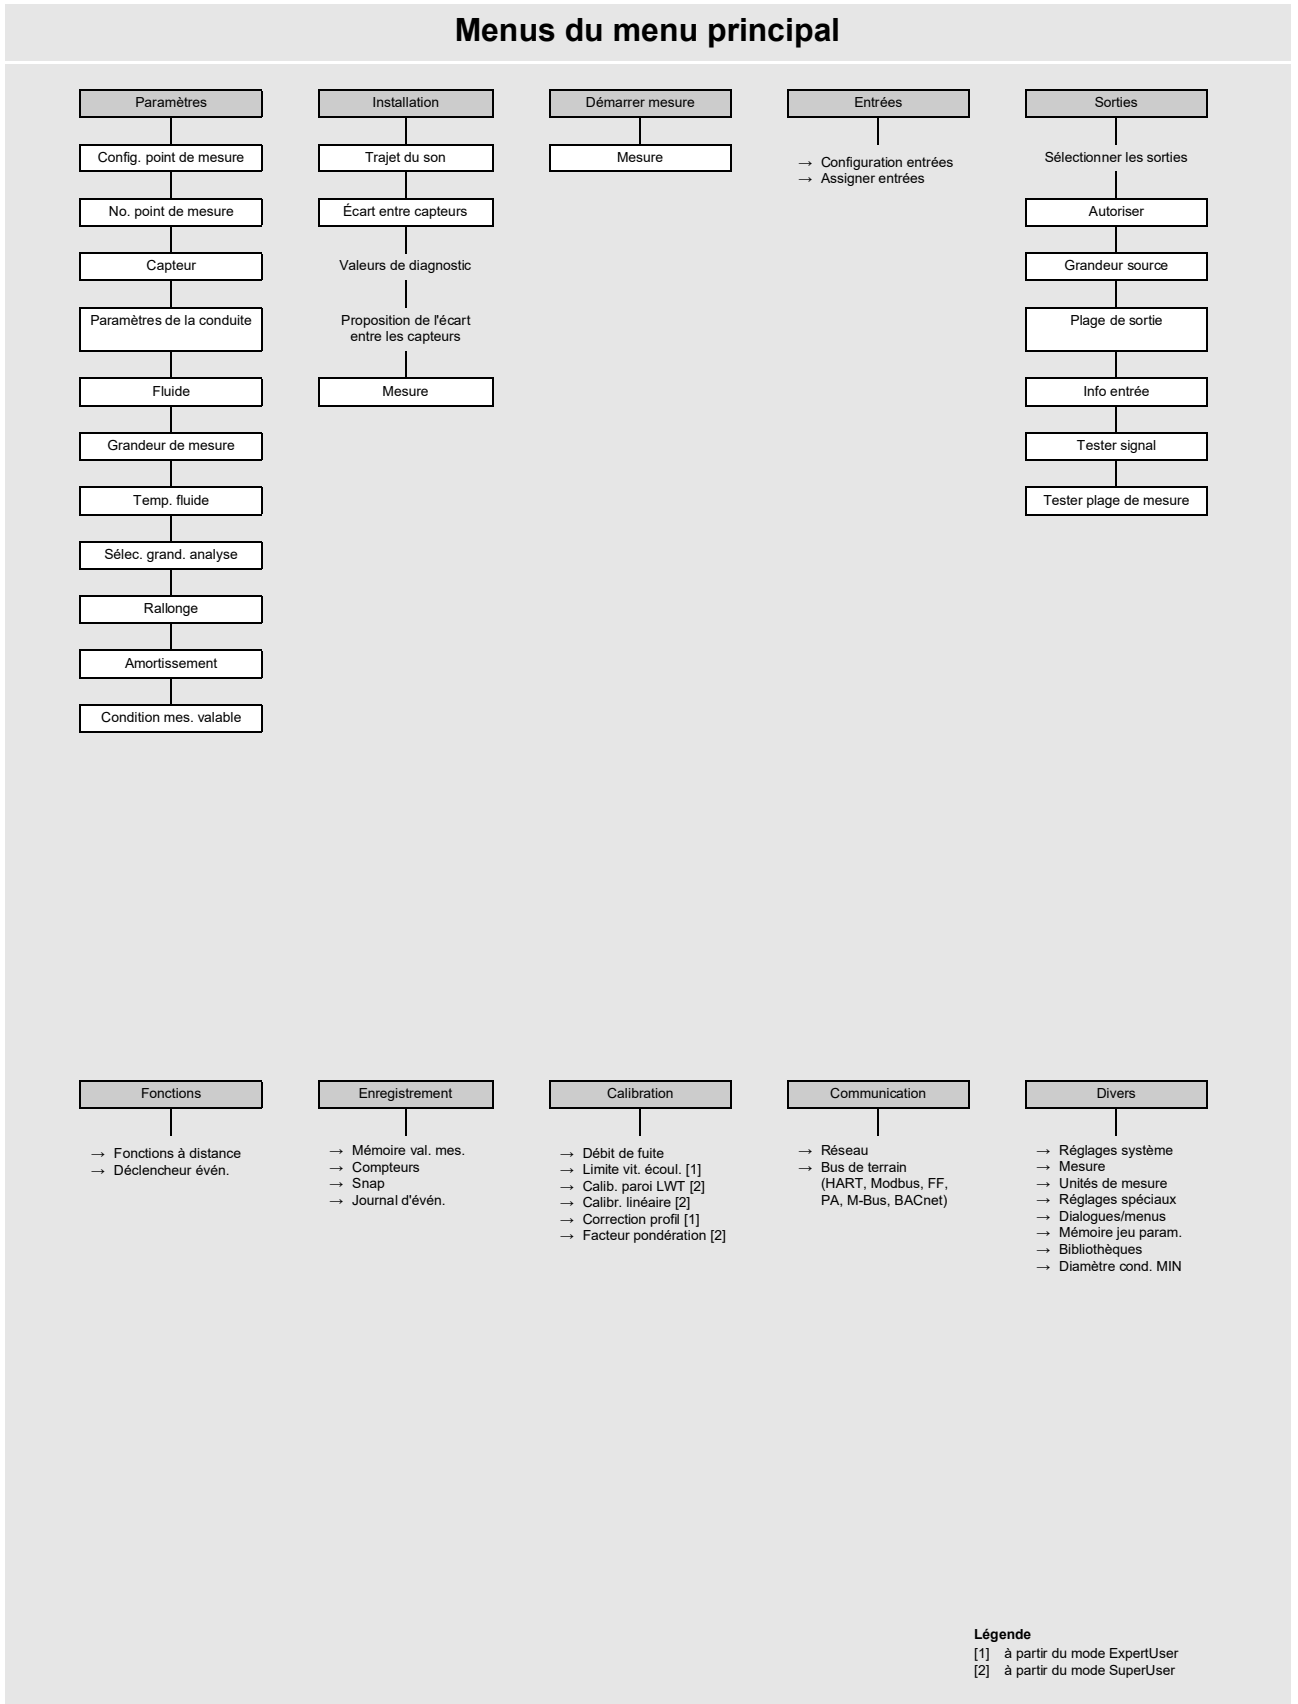 Menus du menu principal
Paramètres
Config. point de mesure
No. point de mesure
Capteur
Paramètres de la conduite
Fluide
Grandeur de mesure
Temp. fluide
Sélec. grand. analyse
Rallonge
Amortissement
Condition mes. valable
Installation
Trajet du son
Écart entre capteurs
Valeurs de diagnostic
Proposition de l'écart
entre les capteurs
Mesure
Démarrer mesure
Mesure
Entrées
→ Configuration entrées
→ Assigner entrées
Sorties
Sélectionner les sorties
Autoriser
Grandeur source
Plage de sortie
Info entrée
Tester signal
Tester plage de mesure
Fonctions
→ Fonctions à distance
→ Déclencheur évén.
Enregistrement
→ Mémoire val. mes.
→ Compteurs
→ Snap
→ Journal d'évén.
Calibration
→ Débit de fuite
→ Limite vit. écoul. [1]
→ Calib. paroi LWT [2]
→ Calibr. linéaire [2]
→ Correction profil [1]
→ Facteur pondération [2]
Communication
→ Réseau
→ Bus de terrain
(HART, Modbus, FF,
PA, M-Bus, BACnet)
Divers
→ Réglages système
→ Mesure
→ Unités de mesure
→ Réglages spéciaux
→ Dialogues/menus
→ Mémoire jeu param.
→ Bibliothèques
→ Diamètre cond. MIN
Légende
[1] à partir du mode ExpertUser
[2] à partir du mode SuperUser